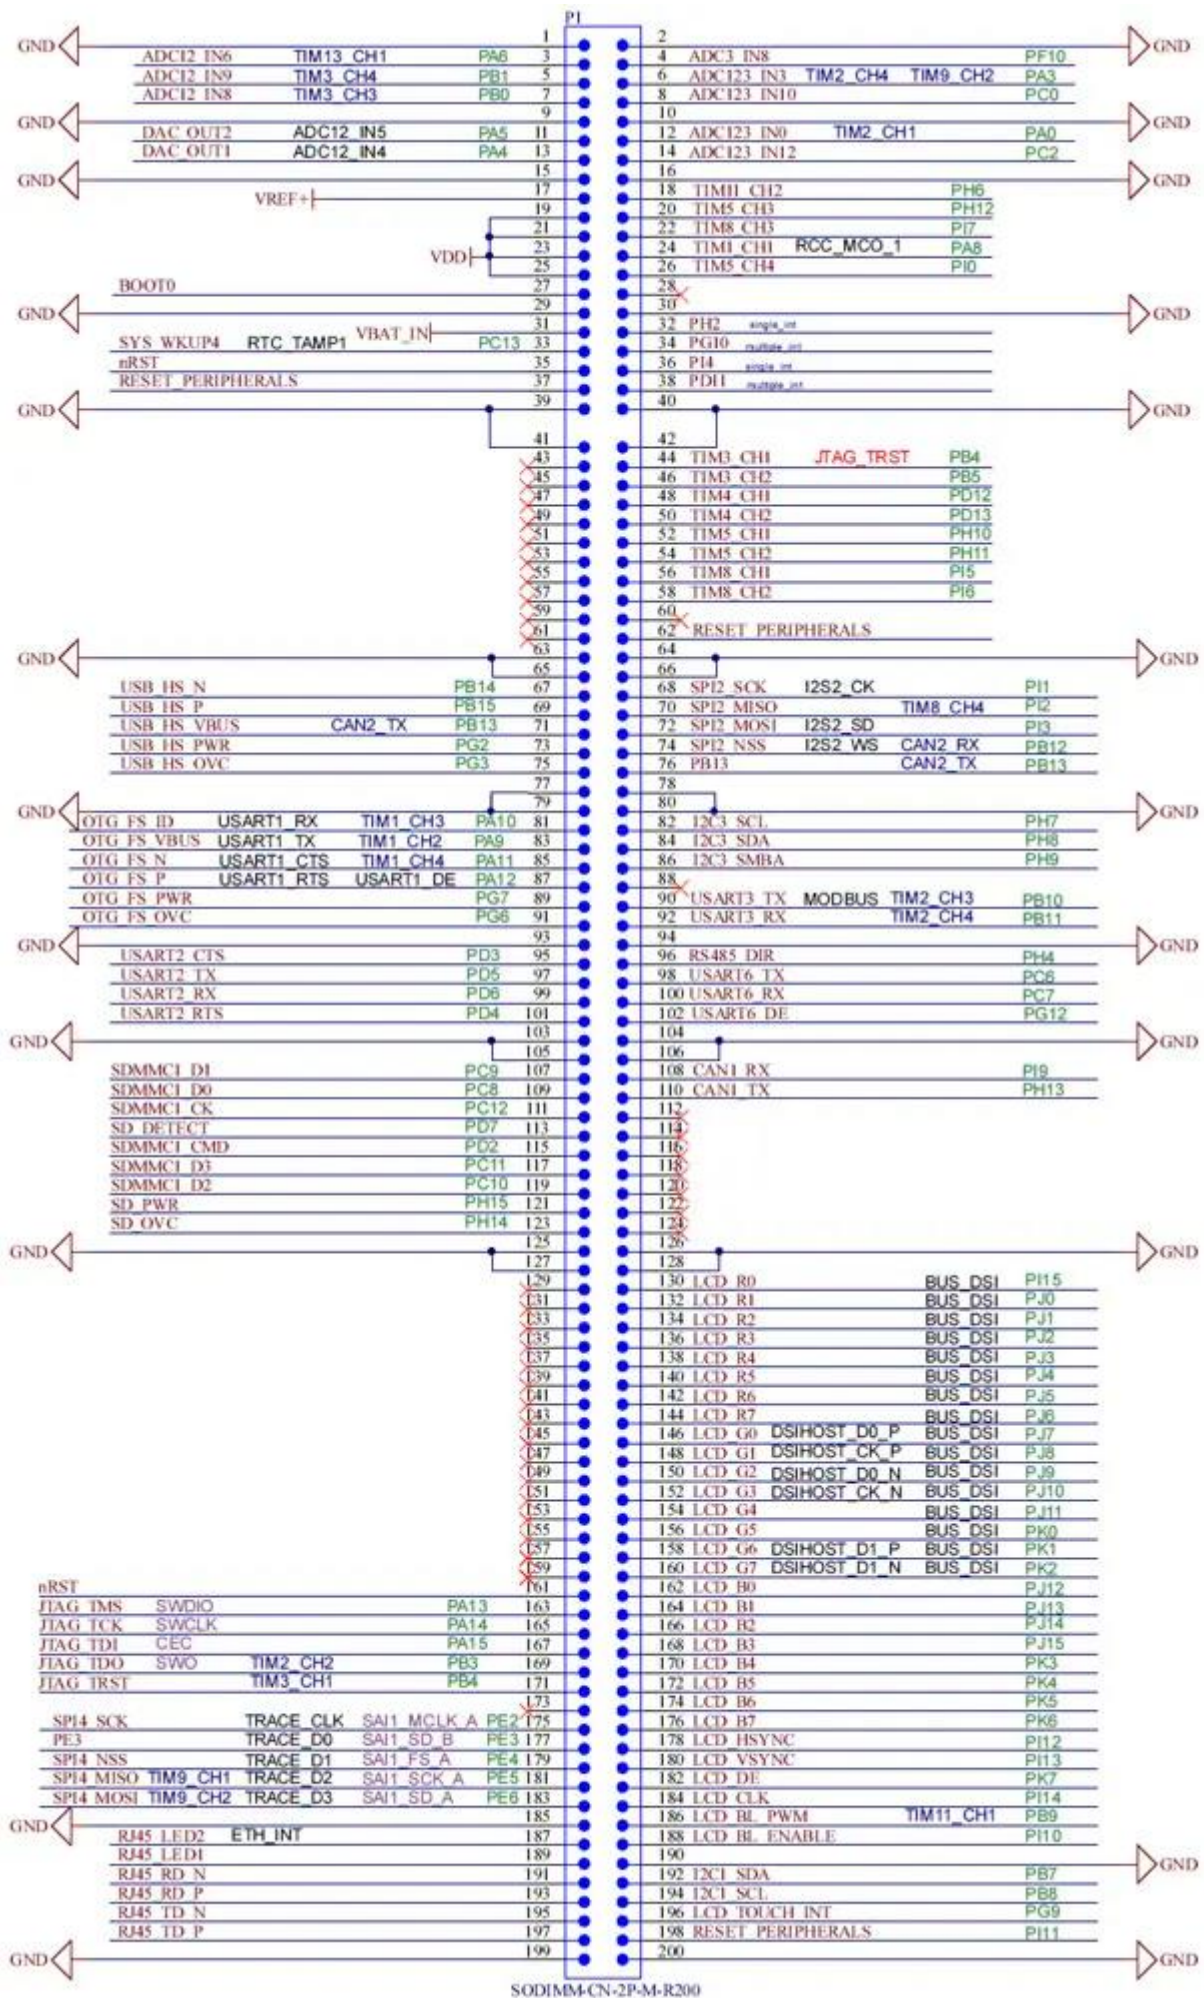 P1
GND 1 2 GND
ADC12_IN6 TIM13_CH1 PA6 3 4 ADC3_IN8 PF10
ADC12_IN9 TIM3_CH4 PB1 5 6 ADC123_IN3 TIM2_CH4 TIM9_CH2 PA3
ADC12_IN8 TIM3_CH3 PB0 7 8 ADC123_IN10 PC0
GND 9 10 GND
DAC_OUT2 ADC12_IN5 PA5 11 12 ADC123_IN0 TIM2_CH1 PA0
DAC_OUT1 ADC12_IN4 PA4 13 14 ADC123_IN12 PC2
GND 15 16 GND
VREF+ 17 18 TIM11_CH2 PH6
19 20 TIM5_CH3 PH12
21 22 TIM8_CH3 PI7
VDD 23 24 TIM1_CH1 RCC_MCO_1 PA8
25 26 TIM5_CH4 PI0
BOOT0 27 28
GND 29 30 GND
VBAT_IN 31 32 PH2 single_int
SYS_WKUP4 RTC_TAMP1 PC13 33 34 PG10 multiple_int
nRST 35 36 PI4 single_int
RESET_PERIPHERALS 37 38 PD11 multiple_int
GND 39 40 GND
41 42
43 44 TIM3_CH1 JTAG_TRST PB4
45 46 TIM3_CH2 PB5
47 48 TIM4_CH1 PD12
49 50 TIM4_CH2 PD13
51 52 TIM5_CH1 PH10
53 54 TIM5_CH2 PH11
55 56 TIM8_CH1 PI5
57 58 TIM8_CH2 PI6
59 60
61 62 RESET_PERIPHERALS
GND 63 64 GND
65 66
USB_HS_N PB14 67 68 SPI2_SCK I2S2_CK PI1
USB_HS_P PB15 69 70 SPI2_MISO TIM8_CH4 PI2
USB_HS_VBUS CAN2_TX PB13 71 72 SPI2_MOSI I2S2_SD PI3
USB_HS_PWR PG2 73 74 SPI2_NSS I2S2_WS CAN2_RX PB12
USB_HS_OVC PG3 75 76 PB13 CAN2_TX PB13
77 78
GND 79 80 GND
OTG_FS_ID USART1_RX TIM1_CH3 PA10 81 82 I2C3_SCL PH7
OTG_FS_VBUS USART1_TX TIM1_CH2 PA9 83 84 I2C3_SDA PH8
OTG_FS_N USART1_CTS TIM1_CH4 PA11 85 86 I2C3_SMBA PH9
OTG_FS_P USART1_RTS USART1_DE PA12 87 88
OTG_FS_PWR PG7 89 90 USART3_TX MODBUS TIM2_CH3 PB10
OTG_FS_OVC PG6 91 92 USART3_RX TIM2_CH4 PB11
GND 93 94 GND
USART2_CTS PD3 95 96 RS485_DIR PH4
USART2_TX PD5 97 98 USART6_TX PC6
USART2_RX PD6 99 100 USART6_RX PC7
USART2_RTS PD4 101 102 USART6_DE PG12
GND 103 104 GND
105 106
SDMMC1_D1 PC9 107 108 CAN1_RX PI9
SDMMC1_D0 PC8 109 110 CAN1_TX PH13
SDMMC1_CK PC12 111 112
SD_DETECT PD7 113 114
SDMMC1_CMD PD2 115 116
SDMMC1_D3 PC11 117 118
SDMMC1_D2 PC10 119 120
SD_PWR PH15 121 122
SD_OVC PH14 123 124
GND 125 126 GND
127 128
129 130 LCD_R0 BUS_DSI PI15
131 132 LCD_R1 BUS_DSI PJ0
133 134 LCD_R2 BUS_DSI PJ1
135 136 LCD_R3 BUS_DSI PJ2
137 138 LCD_R4 BUS_DSI PJ3
139 140 LCD_R5 BUS_DSI PJ4
141 142 LCD_R6 BUS_DSI PJ5
143 144 LCD_R7 BUS_DSI PJ6
145 146 LCD_G0 DSIHOST_D0_P BUS_DSI PJ7
147 148 LCD_G1 DSIHOST_CK_P BUS_DSI PJ8
149 150 LCD_G2 DSIHOST_D0_N BUS_DSI PJ9
151 152 LCD_G3 DSIHOST_CK_N BUS_DSI PJ10
153 154 LCD_G4 BUS_DSI PJ11
155 156 LCD_G5 BUS_DSI PK0
157 158 LCD_G6 DSIHOST_D1_P BUS_DSI PK1
159 160 LCD_G7 DSIHOST_D1_N BUS_DSI PK2
nRST 161 162 LCD_B0 PJ12
JTAG_TMS SWDIO PA13 163 164 LCD_B1 PJ13
JTAG_TCK SWCLK PA14 165 166 LCD_B2 PJ14
JTAG_TDI CEC PA15 167 168 LCD_B3 PJ15
JTAG_TDO SWO TIM2_CH2 PB3 169 170 LCD_B4 PK3
JTAG_TRST TIM3_CH1 PB4 171 172 LCD_B5 PK4
173 174 LCD_B6 PK5
SPI4_SCK TRACE_CLK SAI1_MCLK_A PE2 175 176 LCD_B7 PK6
PE3 TRACE_D0 SAI1_SD_B PE3 177 178 LCD_HSYNC PI12
SPI4_NSS TRACE_D1 SAI1_FS_A PE4 179 180 LCD_VSYNC PI13
SPI4_MISO TIM9_CH1 TRACE_D2 SAI1_SCK_A PE5 181 182 LCD_DE PK7
SPI4_MOSI TIM9_CH2 TRACE_D3 SAI1_SD_A PE6 183 184 LCD_CLK PI14
GND 185 186 LCD_BL_PWM TIM11_CH1 PB9
RJ45_LED2 ETH_INT 187 188 LCD_BL_ENABLE PI10
RJ45_LED1 189 190 GND
RJ45_RD_N 191 192 I2C1_SDA PB7
RJ45_RD_P 193 194 I2C1_SCL PB8
RJ45_TD_N 195 196 LCD_TOUCH_INT PG9
RJ45_TD_P 197 198 RESET_PERIPHERALS PI11
GND 199 200 GND
SODIMM-CN-2P-M-R200